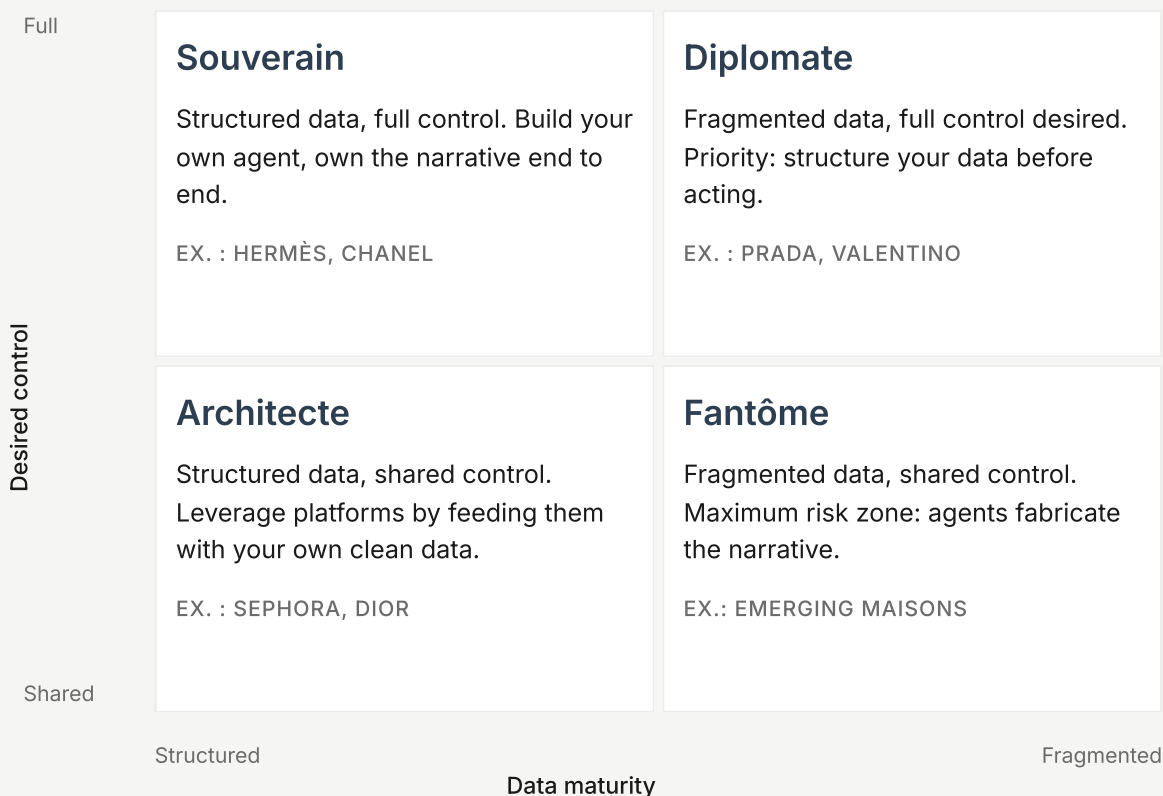 Full
Souverain
Structured data, full control. Build your
own agent, own the narrative end to
end.
EX. : HERMÈS, CHANEL
Diplomate
Fragmented data, full control desired.
Priority: structure your data before
acting.
EX. : PRADA, VALENTINO
Desired control
Architecte
Structured data, shared control.
Leverage platforms by feeding them
with your own clean data.
EX. : SEPHORA, DIOR
Fantôme
Fragmented data, shared control.
Maximum risk zone: agents fabricate
the narrative.
EX.: EMERGING MAISONS
Shared
Structured
Fragmented
Data maturity